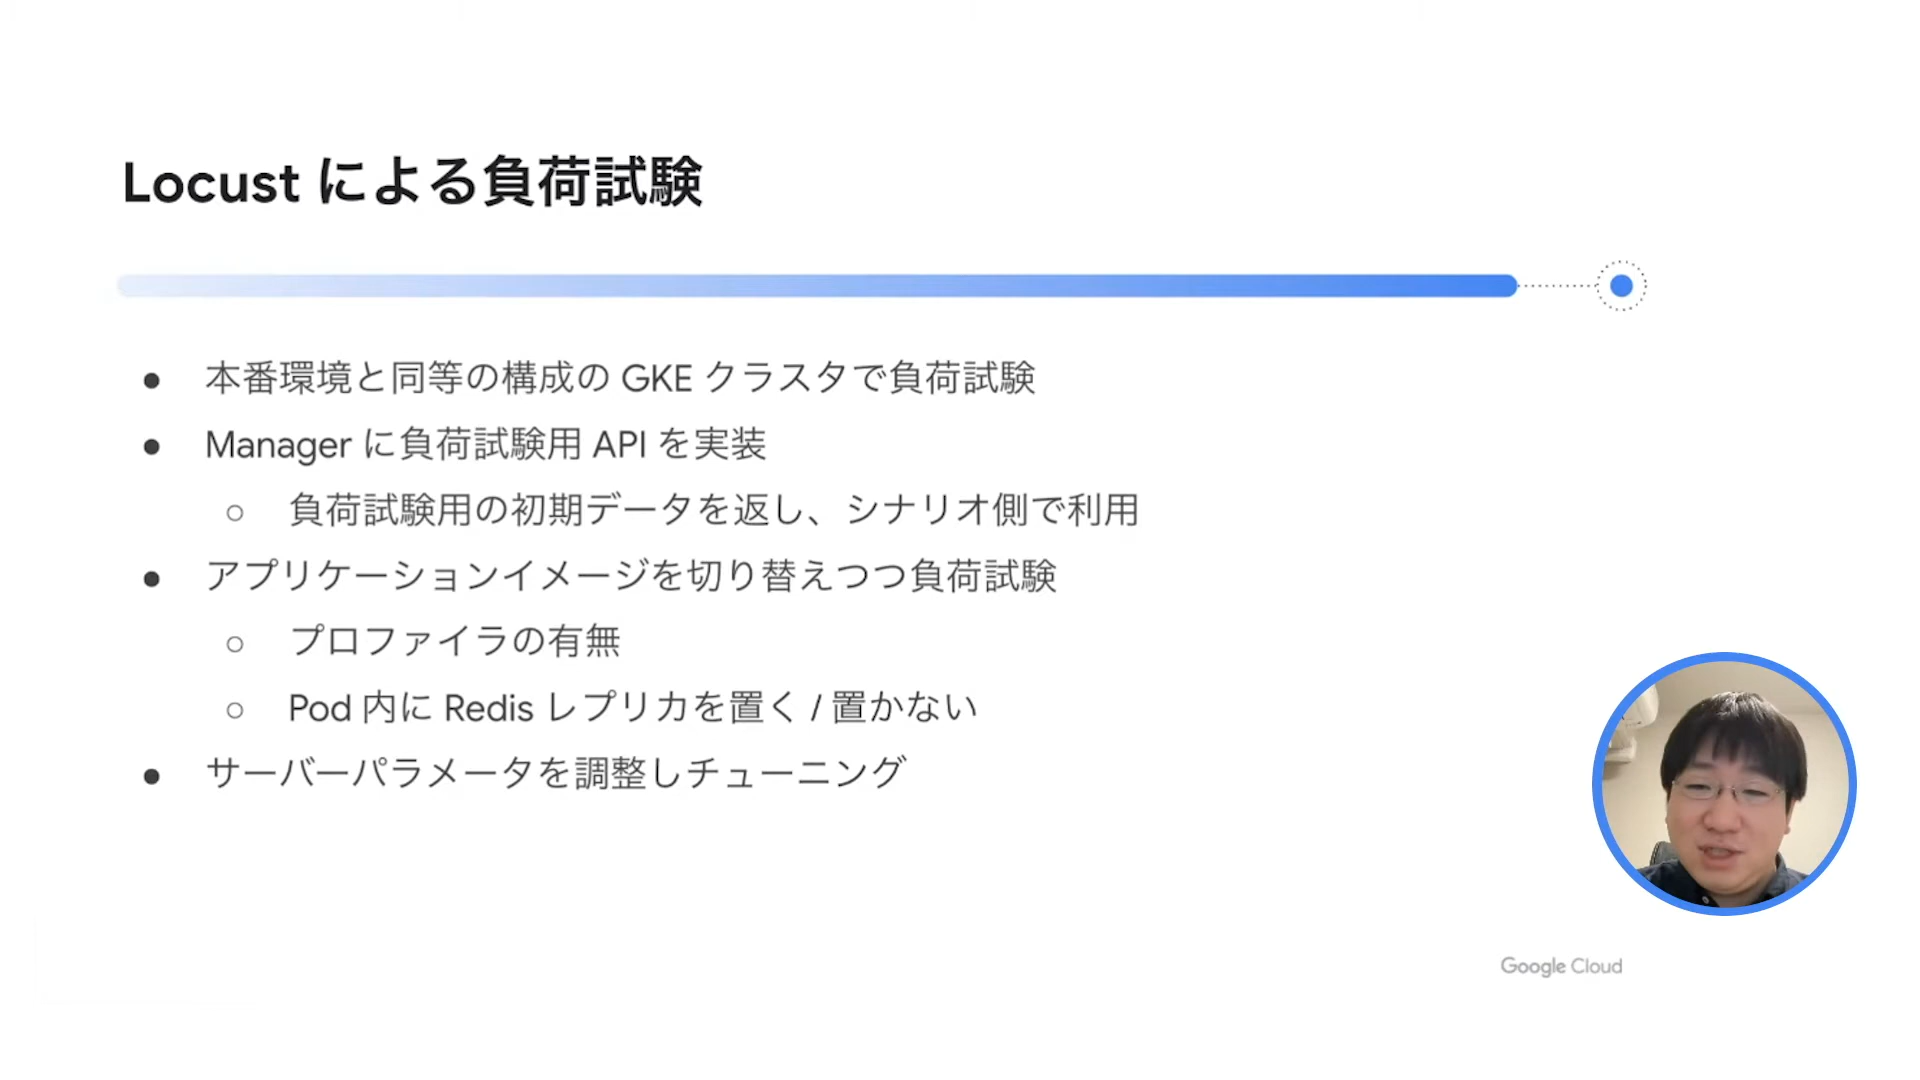 Locust による負荷試験
● 本番環境と同等の構成の GKE クラスタで負荷試験
● Manager に負荷試験用 API を実装
○ 負荷試験用の初期データを返し、シナリオ側で利用
● アプリケーションイメージを切り替えつつ負荷試験
○ プロファイラの有無
○ Pod 内に Redis レプリカを置く / 置かない
● サーバーパラメータを調整しチューニング
Google Cloud